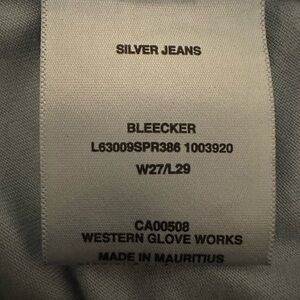 SILVER JEANS
BLEECKER
L63009SPR386 1003920
W27/L29
CA00508
WESTERN GLOVE WORKS
MADE IN MAURITIUS